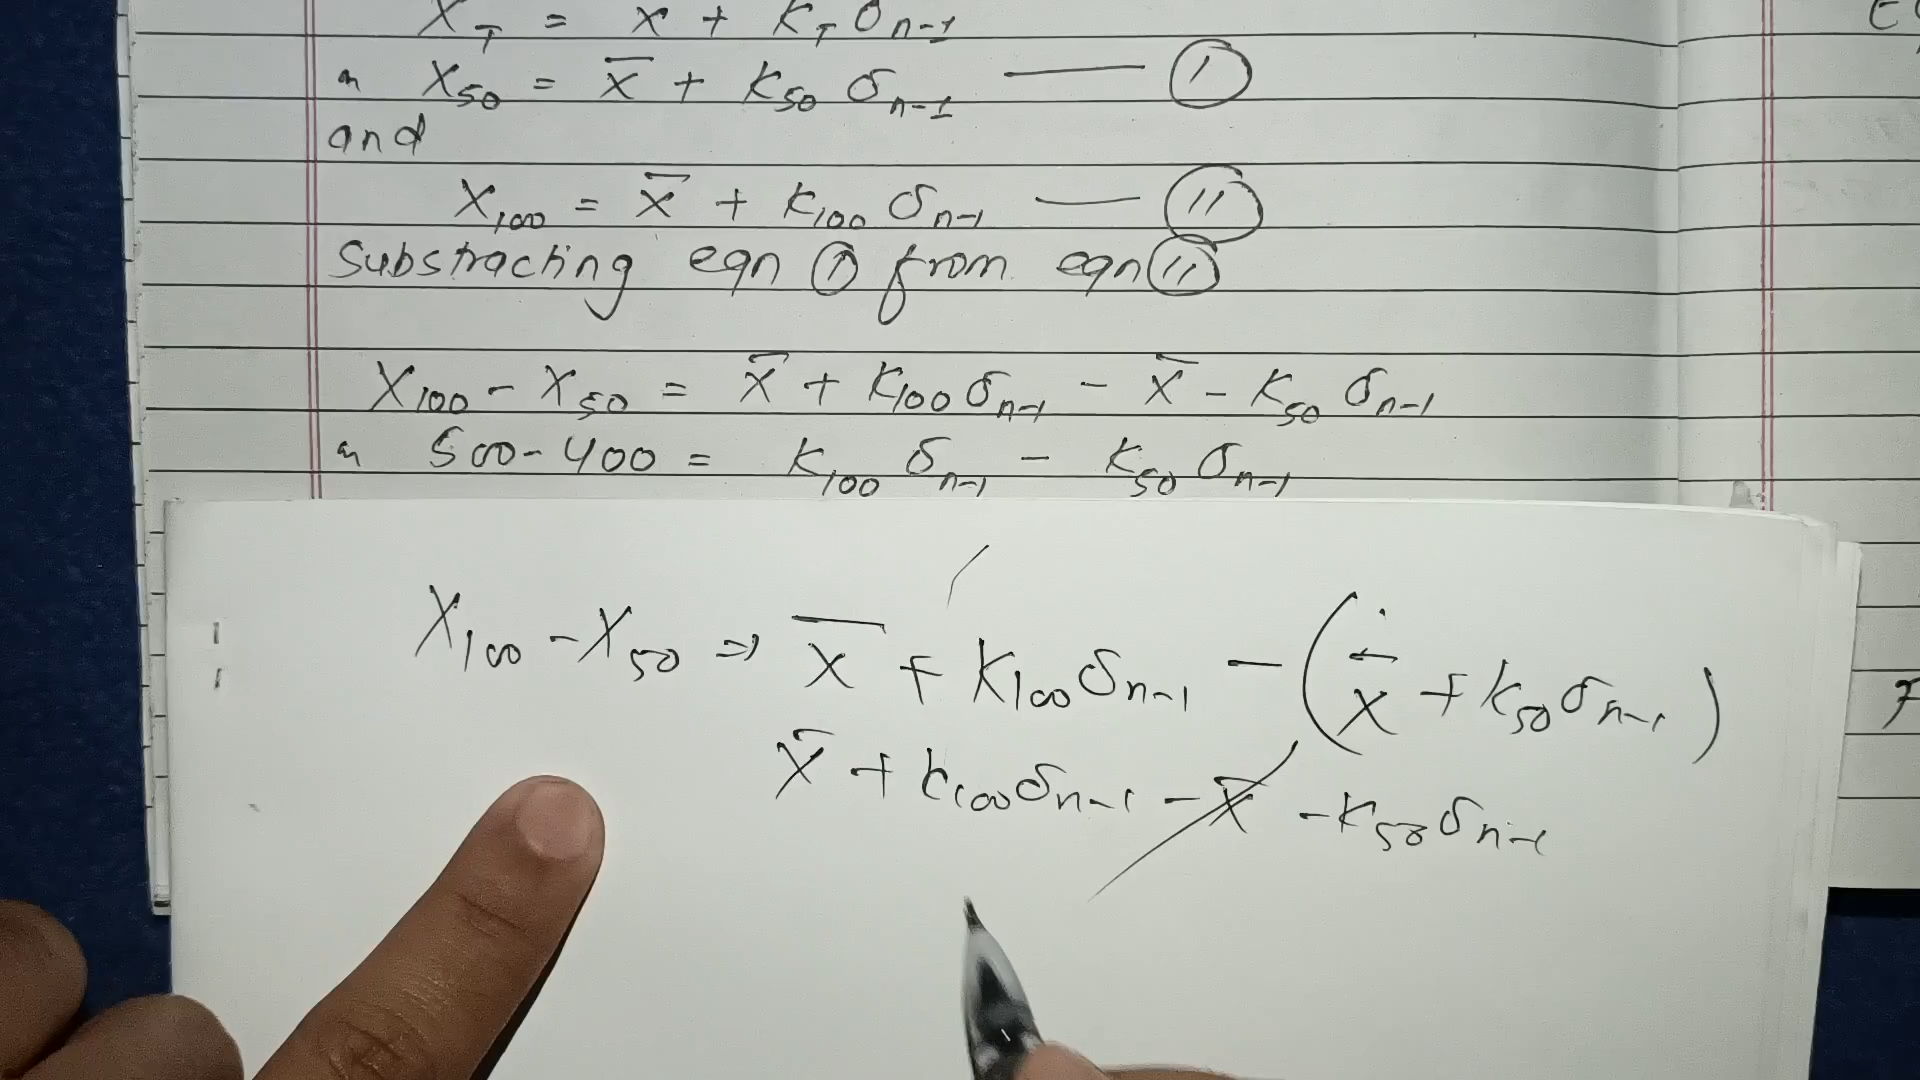 X_T = x + K_T σ_n-1
X_50 = x̄ + K_50 σ_n-1 —— (I)
and
X_100 = x̄ + K_100 σ_n-1 —— (II)
Substracting eqn (I) from eqn (II)
X_100 - X_50 = x̄ + K_100 σ_n-1 - x̄ - K_50 σ_n-1
500-400 = K_100 σ_n-1 - K_50 σ_n-1
X_100 - X_50 ⇒ x̄ + K_100 σ_n-1 - (x̄ + K_50 σ_n-1)
x̄ + K_100 σ_n-1 - x̄ - K_50 σ_n-1